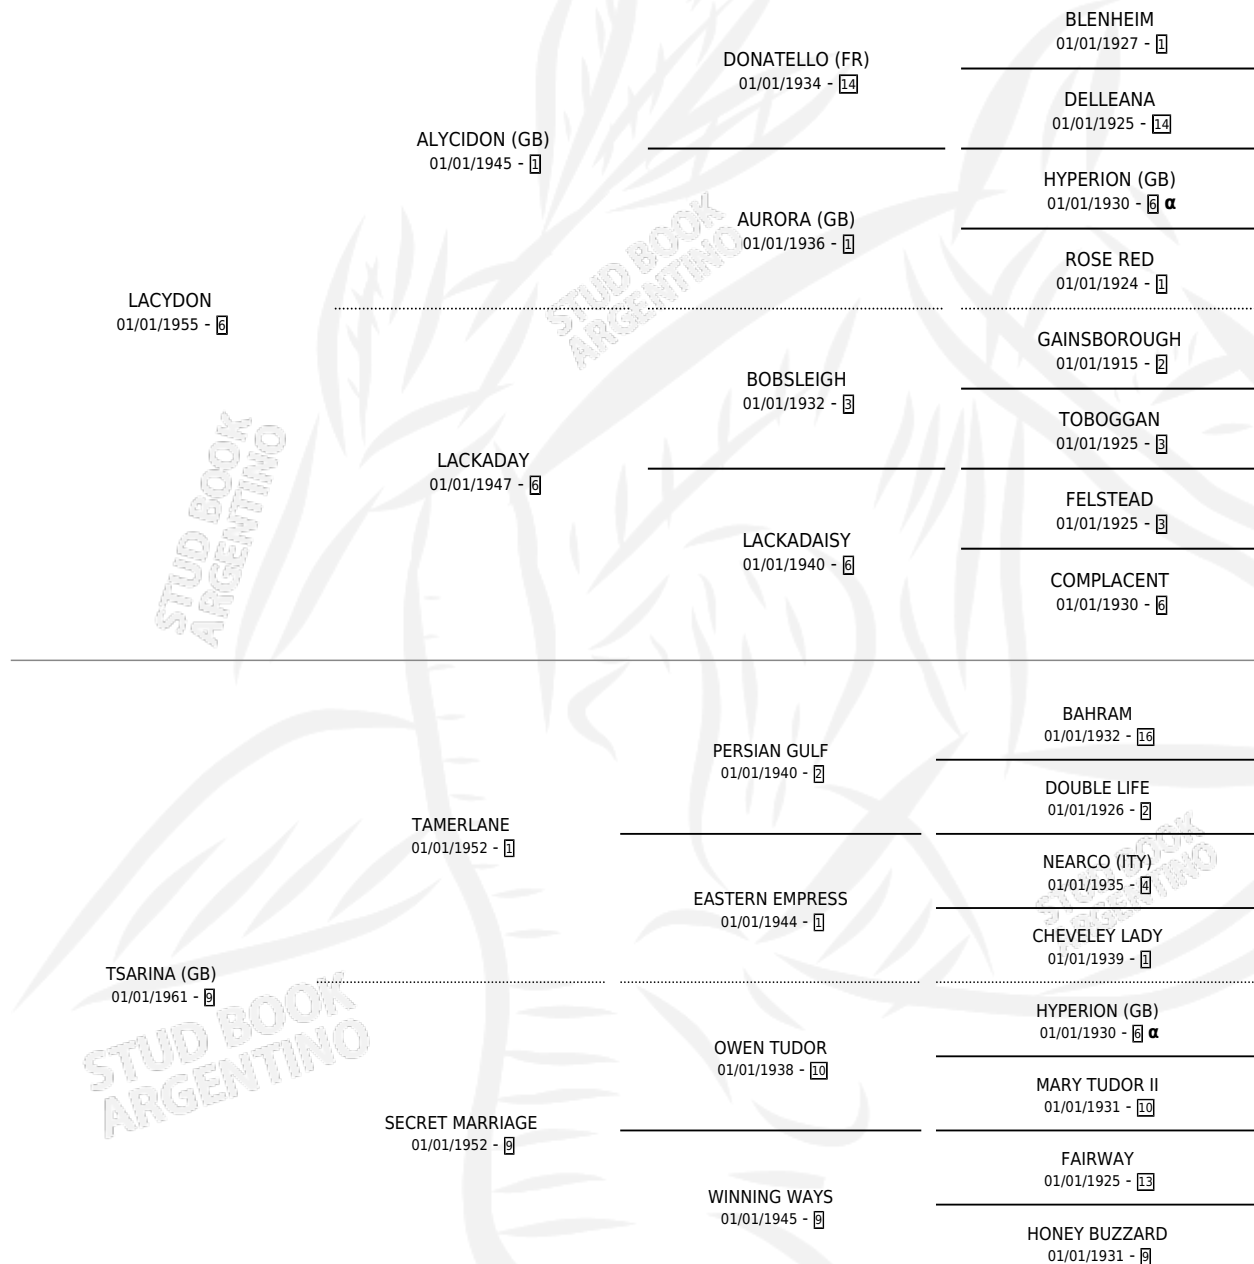 BLENHEIM
01/01/1927 - 1
DONATELLO (FR)
01/01/1934 - 14
DELLEANA
01/01/1925 - 14
ALYCIDON (GB)
01/01/1945 - 1
HYPERION (GB)
01/01/1930 - 6 α
AURORA (GB)
01/01/1936 - 1
ROSE RED
01/01/1924 - 1
LACYDON
01/01/1955 - 6
STUD BOOK
ARGENTINO
GAINSBOROUGH
01/01/1915 - 2
BOBSLEIGH
01/01/1932 - 3
TOBOGGAN
01/01/1925 - 3
LACKADAY
01/01/1947 - 6
FELSTEAD
01/01/1925 - 3
LACKADAISY
01/01/1940 - 6
COMPLACENT
01/01/1930 - 6
STUD BOOK
ARGENTINO
BAHRAM
01/01/1932 - 16
PERSIAN GULF
01/01/1940 - 2
DOUBLE LIFE
01/01/1926 - 2
TAMERLANE
01/01/1952 - 1
NEARCO (ITY)
01/01/1935 - 4
STUD BOOK
ARGENTINO
EASTERN EMPRESS
01/01/1944 - 1
CHEVELEY LADY
01/01/1939 - 1
TSARINA (GB)
01/01/1961 - 9
HYPERION (GB)
01/01/1930 - 6 α
OWEN TUDOR
01/01/1938 - 10
MARY TUDOR II
01/01/1931 - 10
STUD BOOK
ARGENTINO
SECRET MARRIAGE
01/01/1952 - 9
FAIRWAY
01/01/1925 - 13
WINNING WAYS
01/01/1945 - 9
HONEY BUZZARD
01/01/1931 - 9